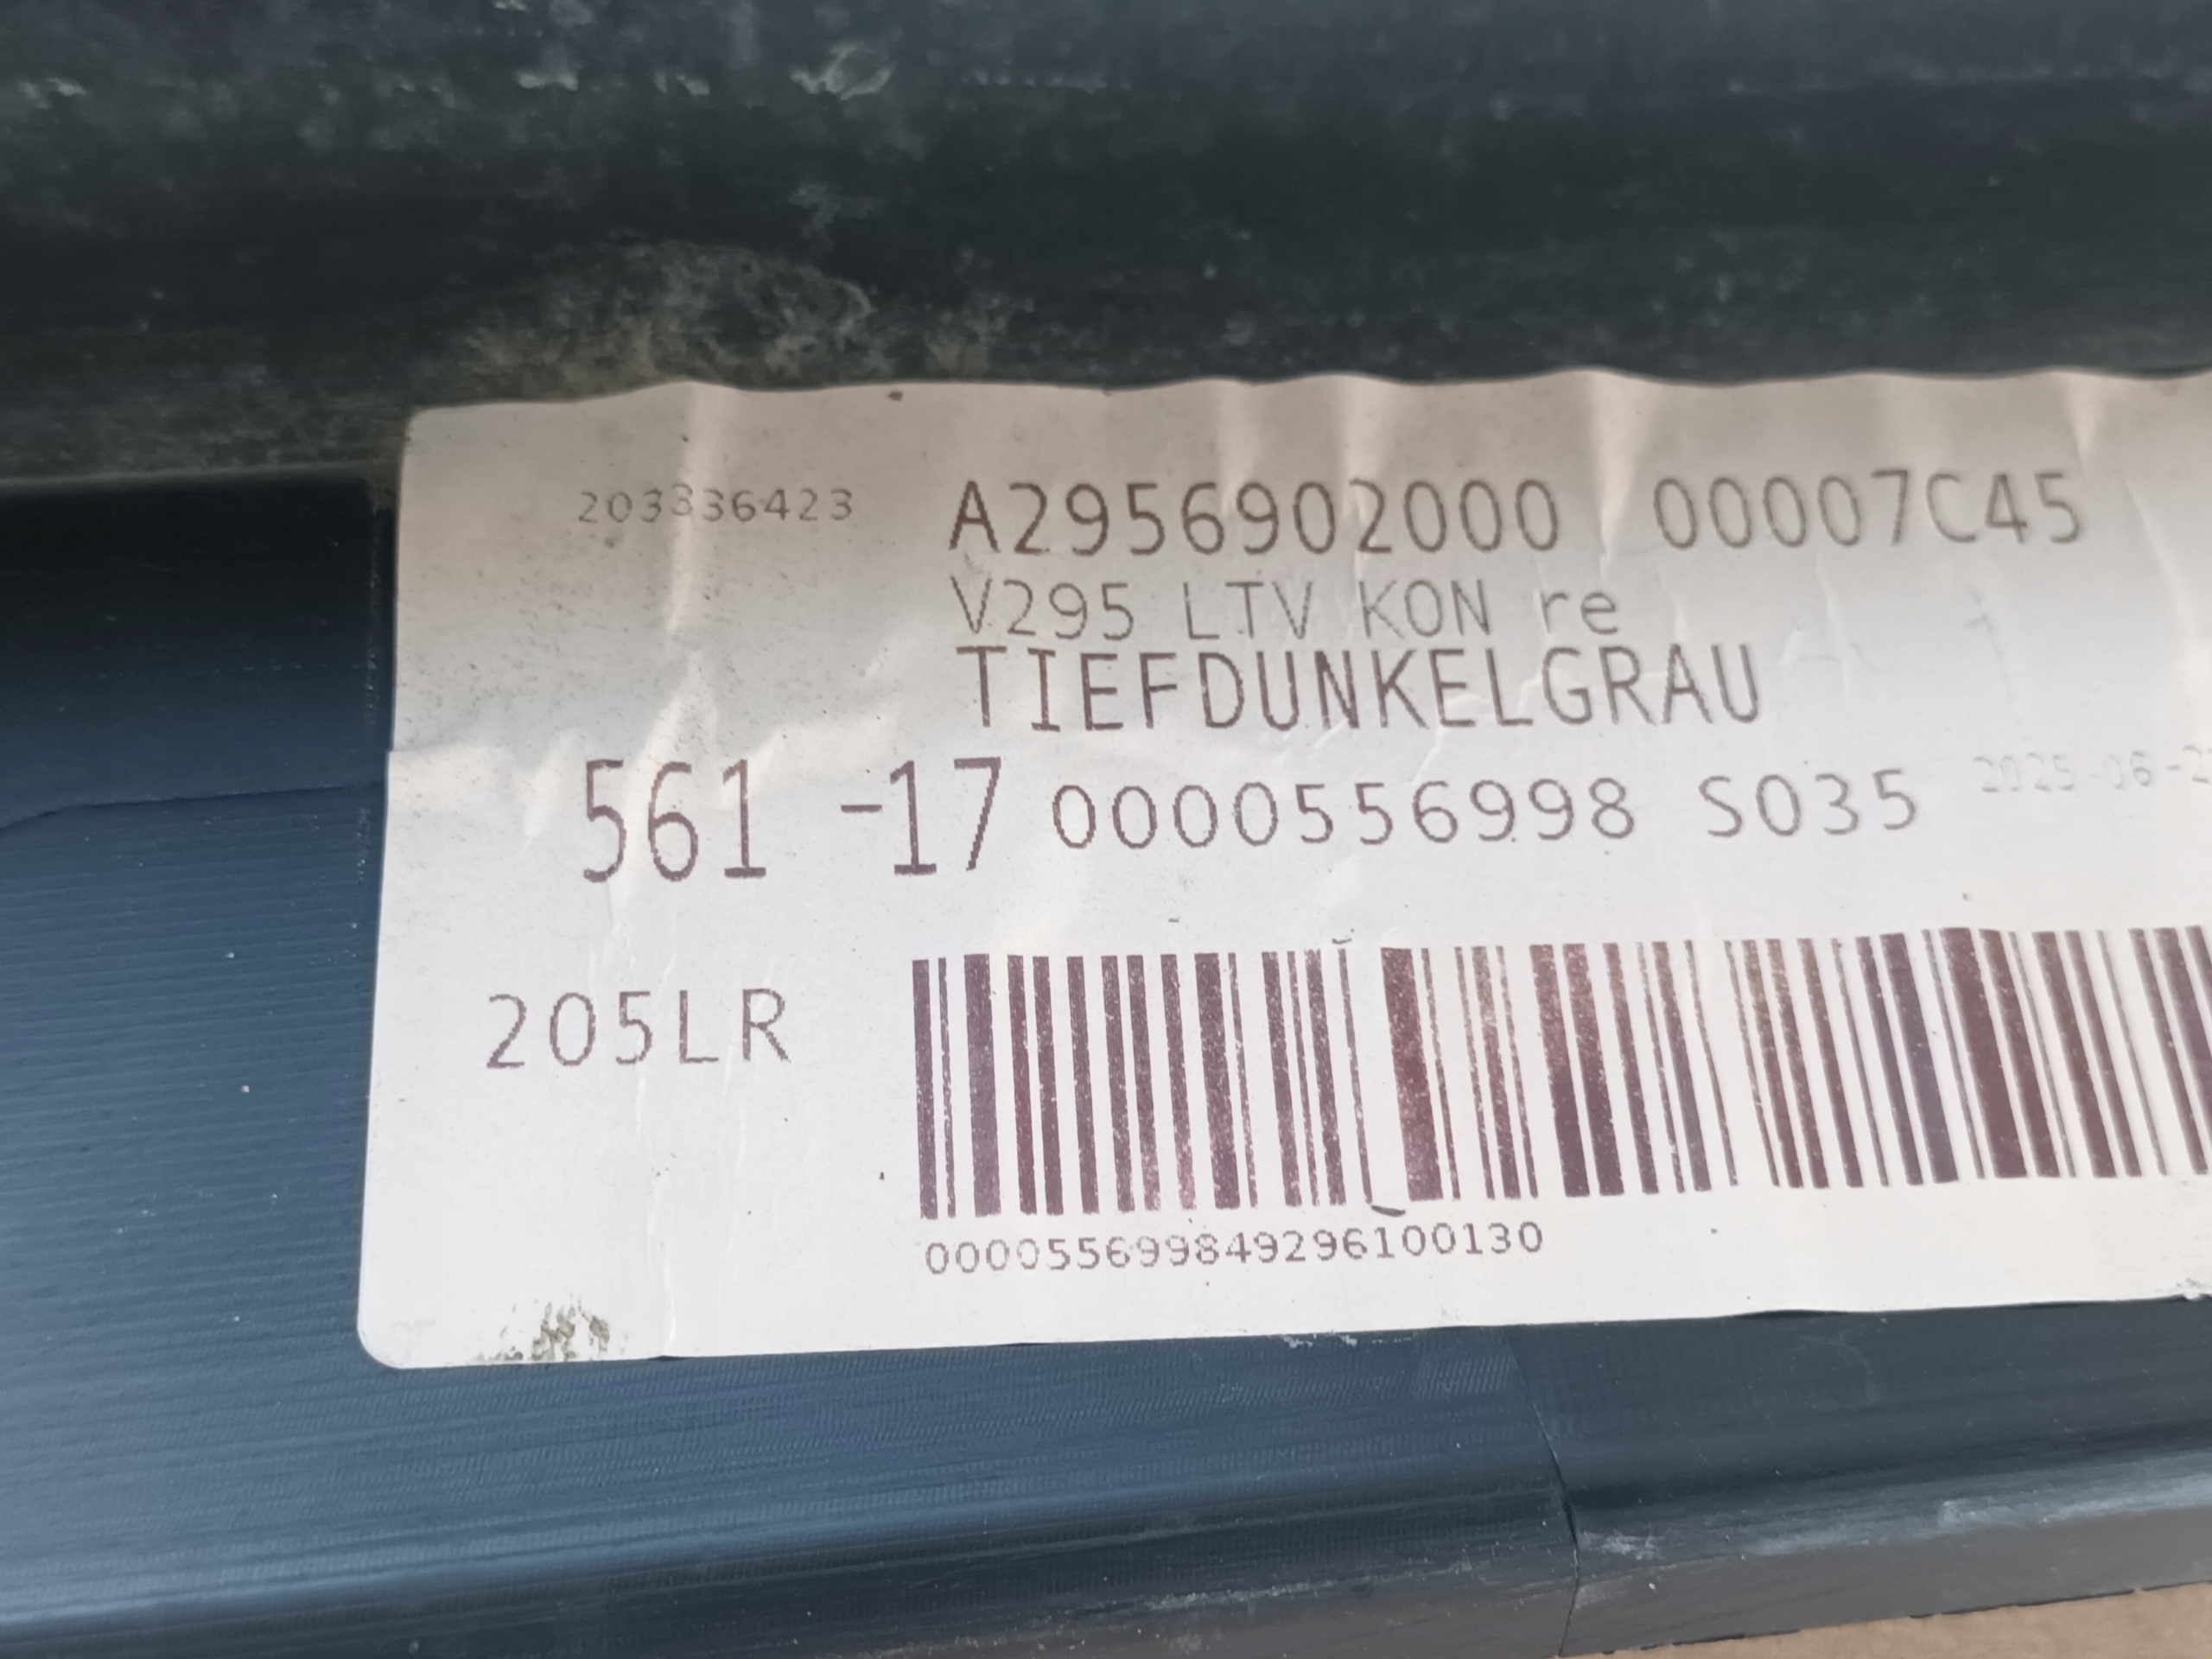 203336423 A2956902000 00007C45
V295 LTV KON re
TIEFDUNKELGRAU
561 -17 0000556998 S035
205LR
000055699849296100130